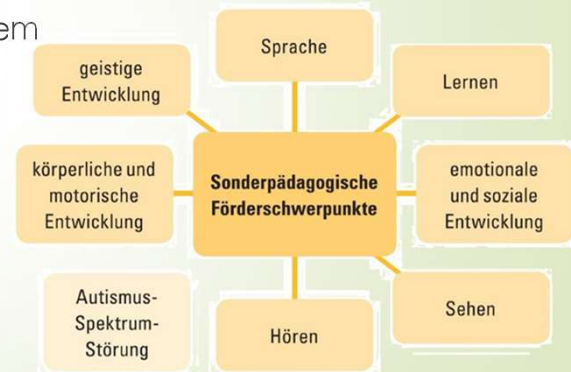 em
Sprache
geistige
Entwicklung
Lernen
körperliche und
motorische
Entwicklung
Sonderpädagogische
Förderschwerpunkte
emotionale
und soziale
Entwicklung
Autismus-
Spektrum-
Störung
Hören
Sehen